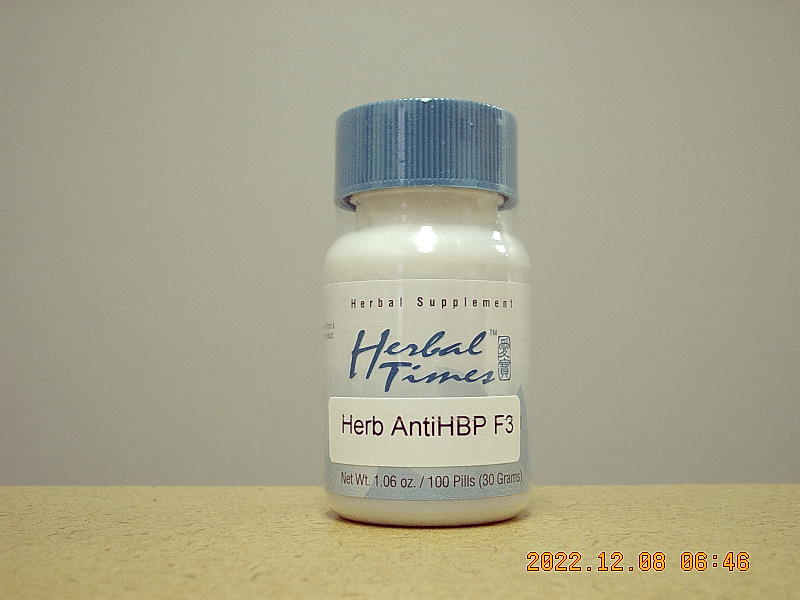 Herbal Supplement
Herbal
Times™
愛寶
Herb AntiHBP F3
Net Wt. 1.06 oz. / 100 Pills (30 Grams)
2022.12.08 06:46